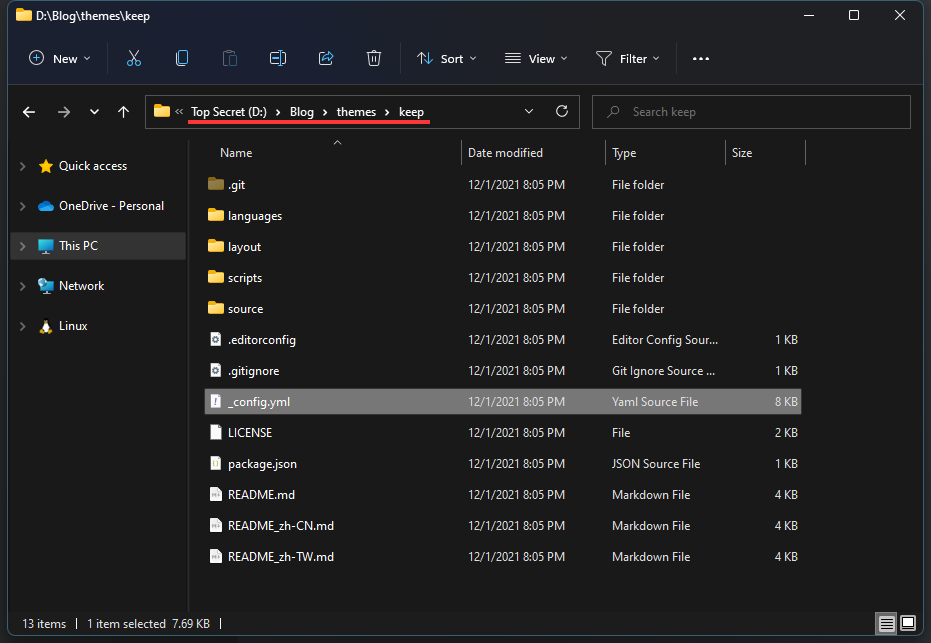 D:\Blog\themes\keep
New Sort View Filter
« Top Secret (D:) > Blog > themes > keep Search keep
Name Date modified Type Size
Quick access
OneDrive - Personal
This PC
Network
Linux
.git 12/1/2021 8:05 PM File folder
languages 12/1/2021 8:05 PM File folder
layout 12/1/2021 8:05 PM File folder
scripts 12/1/2021 8:05 PM File folder
source 12/1/2021 8:05 PM File folder
.editorconfig 12/1/2021 8:05 PM Editor Config Sour... 1 KB
.gitignore 12/1/2021 8:05 PM Git Ignore Source ... 1 KB
_config.yml 12/1/2021 8:05 PM Yaml Source File 8 KB
LICENSE 12/1/2021 8:05 PM File 2 KB
package.json 12/1/2021 8:05 PM JSON Source File 1 KB
README.md 12/1/2021 8:05 PM Markdown File 4 KB
README_zh-CN.md 12/1/2021 8:05 PM Markdown File 4 KB
README_zh-TW.md 12/1/2021 8:05 PM Markdown File 4 KB
13 items | 1 item selected 7.69 KB |